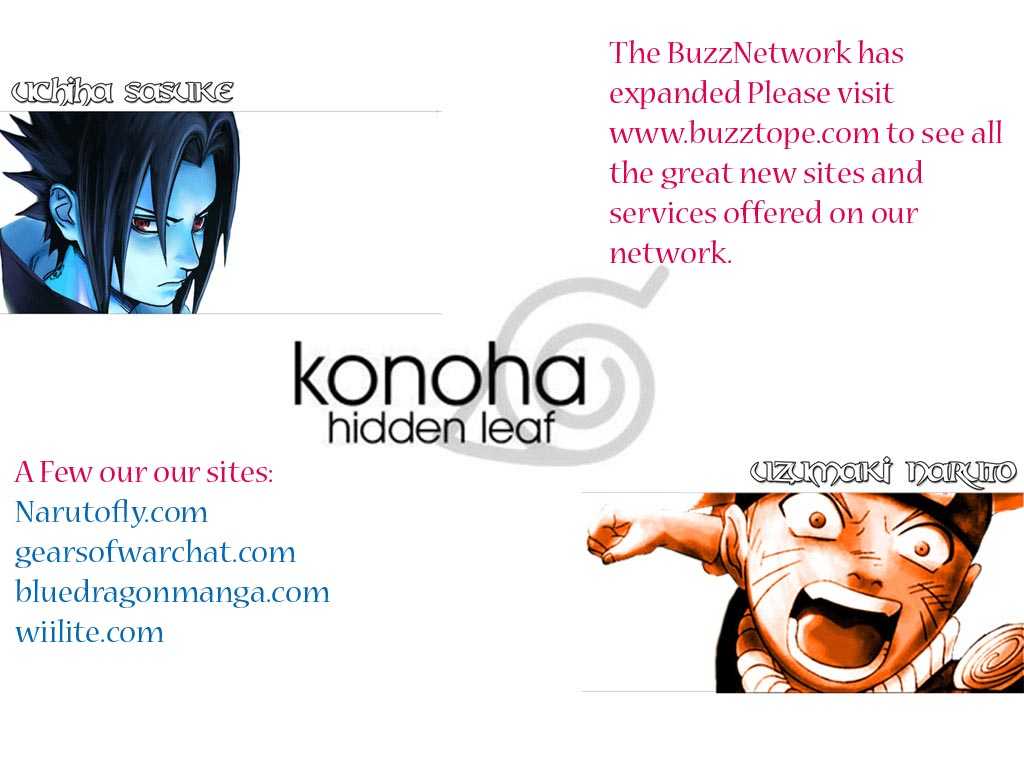 uchiha sasuke
The BuzzNetwork has
expanded Please visit
www.buzztope.com to see all
the great new sites and
services offered on our
network.
konoha
hidden leaf
A Few our our sites:
Narutofly.com
gearsofwarchat.com
bluedragonmanga.com
wiilite.com
uzumaki naruto